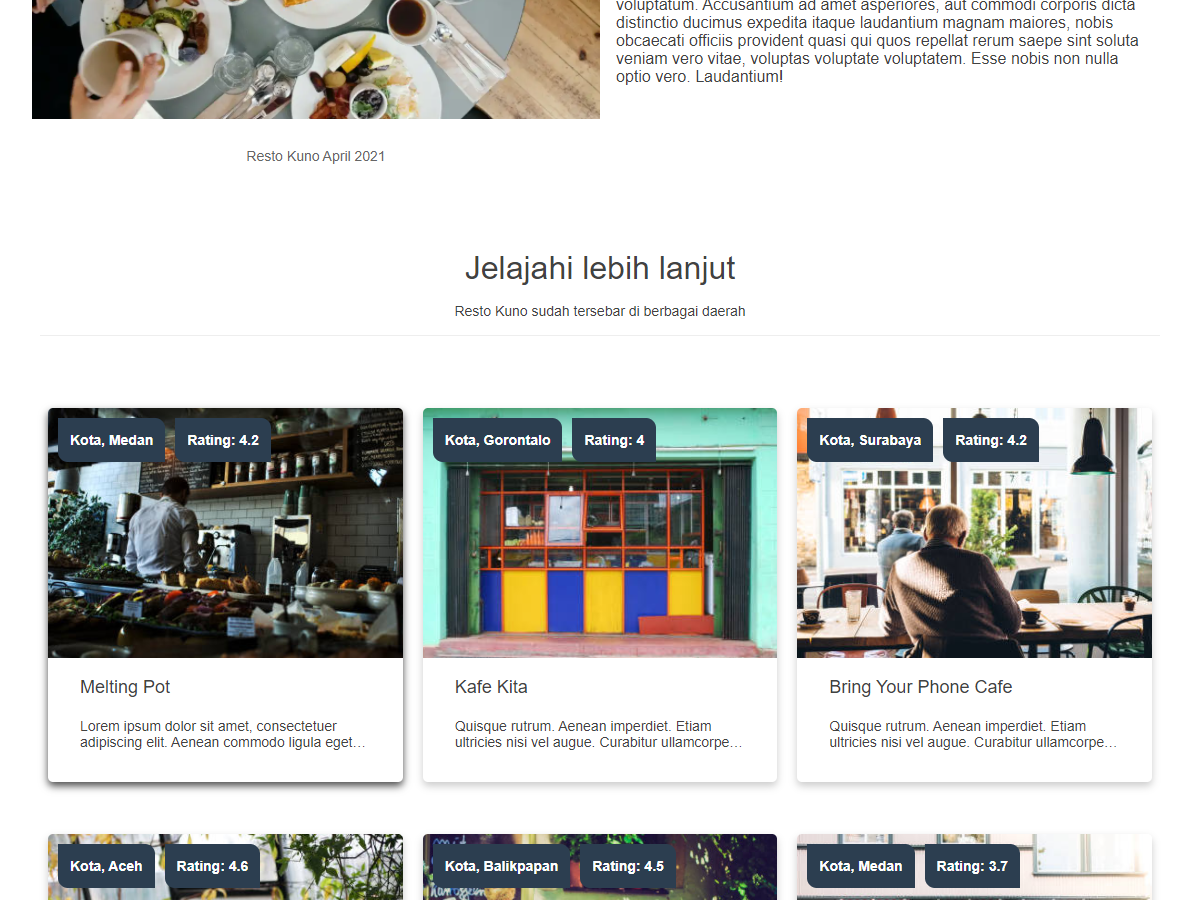 voluptatum. Accusantium ad amet asperiores, aut commodi corporis dicta
distinctio ducimus expedita itaque laudantium magnam maiores, nobis
obcaecati officiis provident quasi qui quos repellat rerum saepe sint soluta
veniam vero vitae, voluptas voluptate voluptatem. Esse nobis non nulla
optio vero. Laudantium!
Resto Kuno April 2021
Jelajahi lebih lanjut
Resto Kuno sudah tersebar di berbagai daerah
Kota, Medan
Rating: 4.2
Melting Pot
Lorem ipsum dolor sit amet, consectetuer
adipiscing elit. Aenean commodo ligula eget…
Kota, Gorontalo
Rating: 4
Kafe Kita
Quisque rutrum. Aenean imperdiet. Etiam
ultricies nisi vel augue. Curabitur ullamcorpe…
Kota, Surabaya
Rating: 4.2
Bring Your Phone Cafe
Quisque rutrum. Aenean imperdiet. Etiam
ultricies nisi vel augue. Curabitur ullamcorpe…
Kota, Aceh
Rating: 4.6
Kota, Balikpapan
Rating: 4.5
Kota, Medan
Rating: 3.7